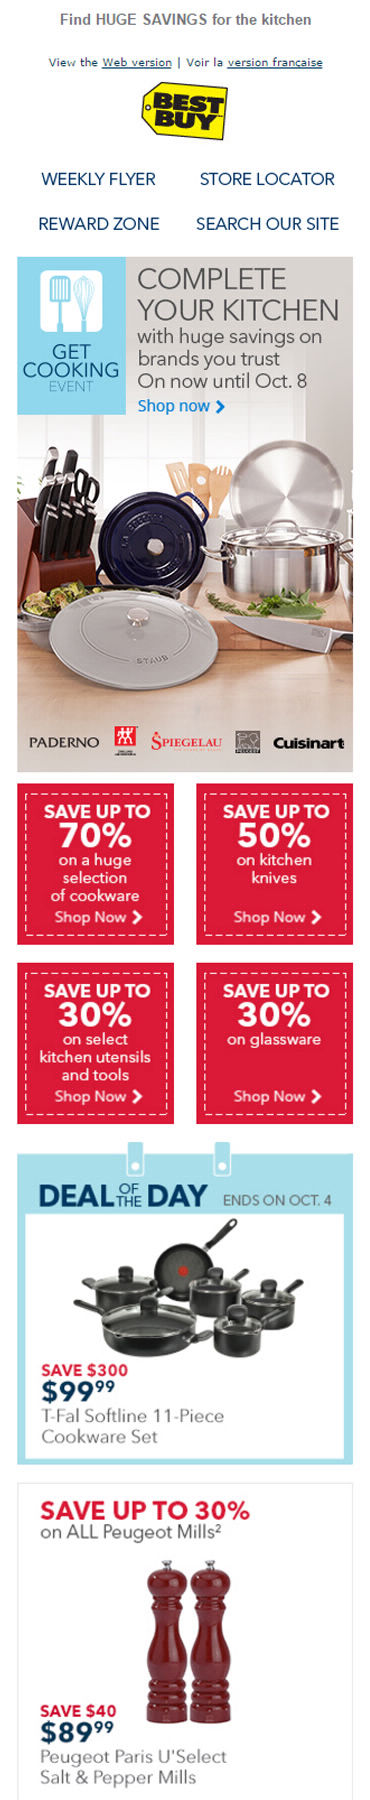 Find HUGE SAVINGS for the kitchen
View the Web version | Voir la version française
BEST
BUY
WEEKLY FLYER
STORE LOCATOR
REWARD ZONE
SEARCH OUR SITE
GET
COOKING
EVENT
COMPLETE
YOUR KITCHEN
with huge savings on
brands you trust
On now until Oct. 8
Shop now
STAUB
PADERNO
SPIEGELAU
PEUGEOT
Cuisinart
SAVE UP TO
70%
on a huge
selection
of cookware
Shop Now
SAVE UP TO
50%
on kitchen
knives
Shop Now
SAVE UP TO
30%
on select
kitchen utensils
and tools
Shop Now
SAVE UP TO
30%
on glassware
Shop Now
DEAL OF THE DAY
ENDS ON OCT. 4
SAVE $300
$99⁹⁹
T-Fal Softline 11-Piece
Cookware Set
SAVE UP TO 30%
on ALL Peugeot Mills²
SAVE $40
$89⁹⁹
Peugeot Paris U'Select
Salt & Pepper Mills